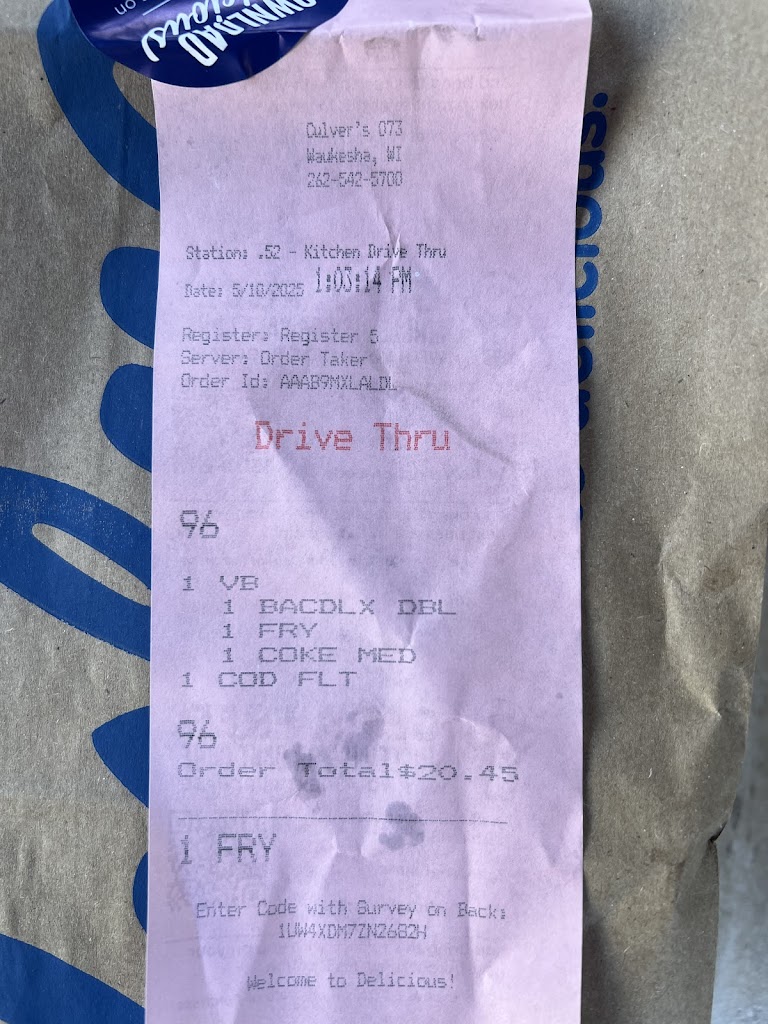 DOWNLOAD
on
Culver's 073
Waukesha, WI
262-542-5700
Station: .52 - Kitchen Drive Thru
Date: 5/10/2025 1:03:14 PM
Register: Register 5
Server: Order Taker
Order Id: AAAB9MXLALDL
Drive Thru
96
1 VB
1 BACDLX DBL
1 FRY
1 COKE MED
1 COD FLT
96
Order Total$20.45
1 FRY
Enter Code with Survey on Back:
1UW4XDM7ZN2682H
Welcome to Delicious!